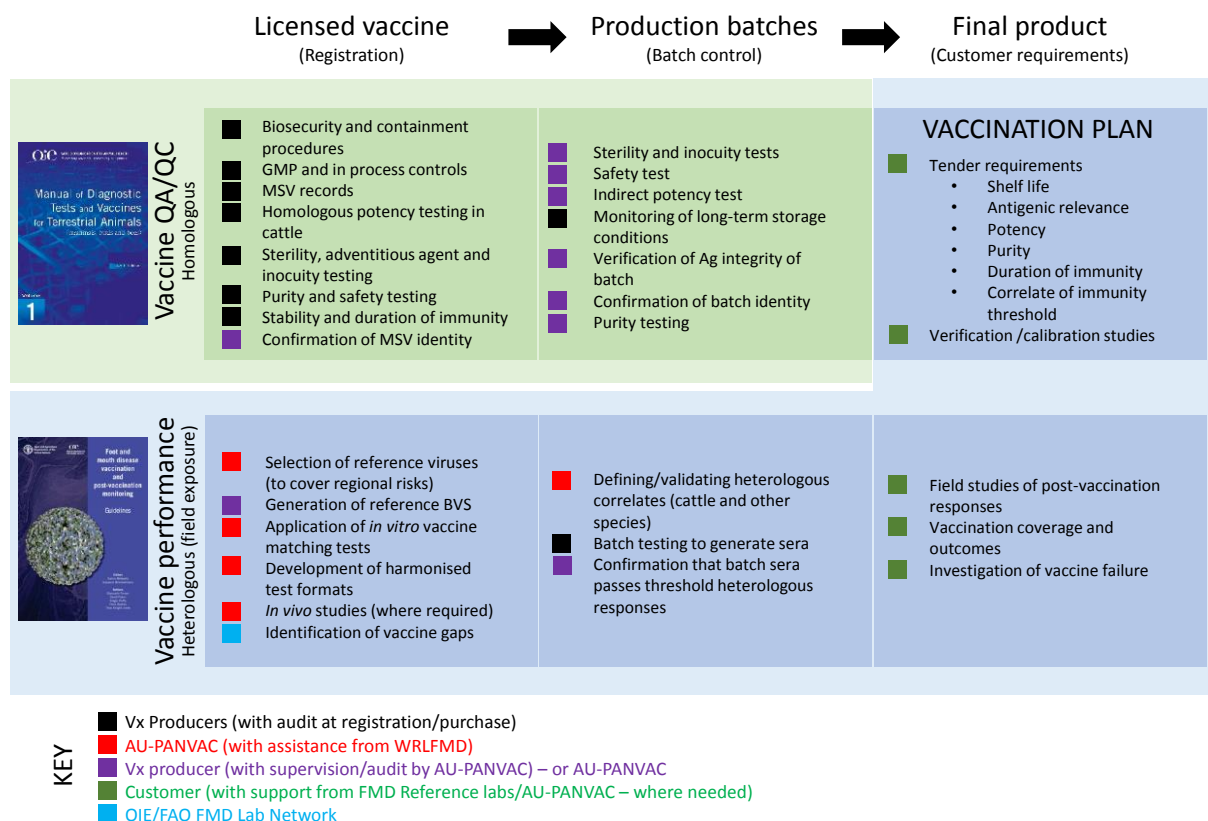 Licensed vaccine
(Registration)
Production batches
(Batch control)
Final product
(Customer requirements)
Vaccine QA/QC
Homologous
Oie
Manual of Diagnostic
Tests and Vaccines
for Terrestrial Animals
1
Biosecurity and containment
procedures
GMP and in process controls
MSV records
Homologous potency testing in
cattle
Sterility, adventitious agent and
inocuity testing
Purity and safety testing
Stability and duration of immunity
Confirmation of MSV identity
Sterility and inocuity tests
Safety test
Indirect potency test
Monitoring of long-term storage
conditions
Verification of Ag integrity of
batch
Confirmation of batch identity
Purity testing
VACCINATION PLAN
Tender requirements
• Shelf life
• Antigenic relevance
• Potency
• Purity
• Duration of immunity
• Correlate of immunity
threshold
Verification /calibration studies
Vaccine performance
Heterologous (field exposure)
Foot and
mouth disease
vaccination
and
post-vaccination
monitoring
Guidelines
Selection of reference viruses
(to cover regional risks)
Generation of reference BVS
Application of in vitro vaccine
matching tests
Development of harmonised
test formats
In vivo studies (where required)
Identification of vaccine gaps
Defining/validating heterologous
correlates (cattle and other
species)
Batch testing to generate sera
Confirmation that batch sera
passes threshold heterologous
responses
Field studies of post-vaccination
responses
Vaccination coverage and
outcomes
Investigation of vaccine failure
KEY
Vx Producers (with audit at registration/purchase)
AU-PANVAC (with assistance from WRLFMD)
Vx producer (with supervision/audit by AU-PANVAC) – or AU-PANVAC
Customer (with support from FMD Reference labs/AU-PANVAC – where needed)
OIE/FAO FMD Lab Network